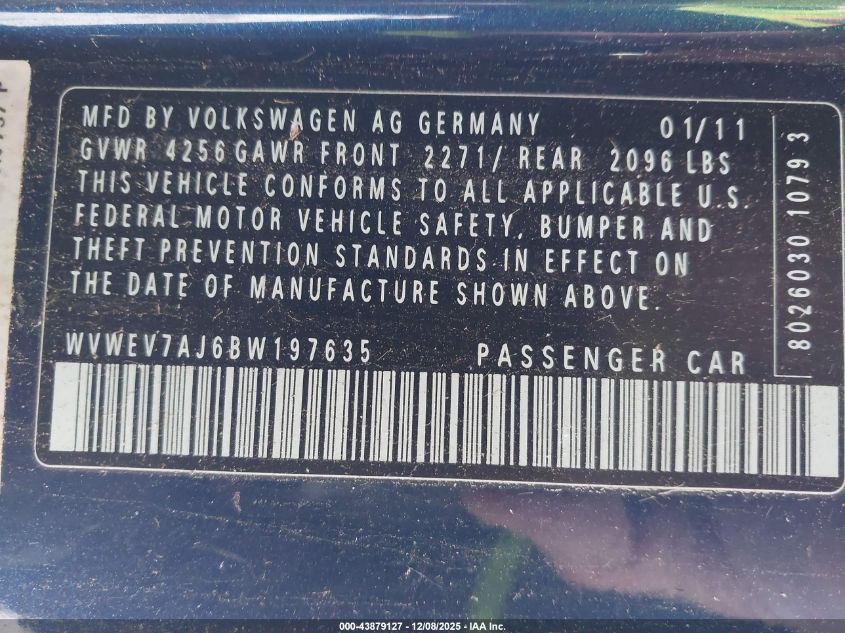 MFD BY VOLKSWAGEN AG GERMANY 01/11
GVWR 4256 GAWR FRONT 2271/ REAR 2096 LBS
THIS VEHICLE CONFORMS TO ALL APPLICABLE U.S.
FEDERAL MOTOR VEHICLE SAFETY, BUMPER AND
THEFT PREVENTION STANDARDS IN EFFECT ON
THE DATE OF MANUFACTURE SHOWN ABOVE.
WVWEV7AJ6BW197635 PASSENGER CAR
8026030 1079 3
000-43879127 - 12/08/2025 - IAA Inc.